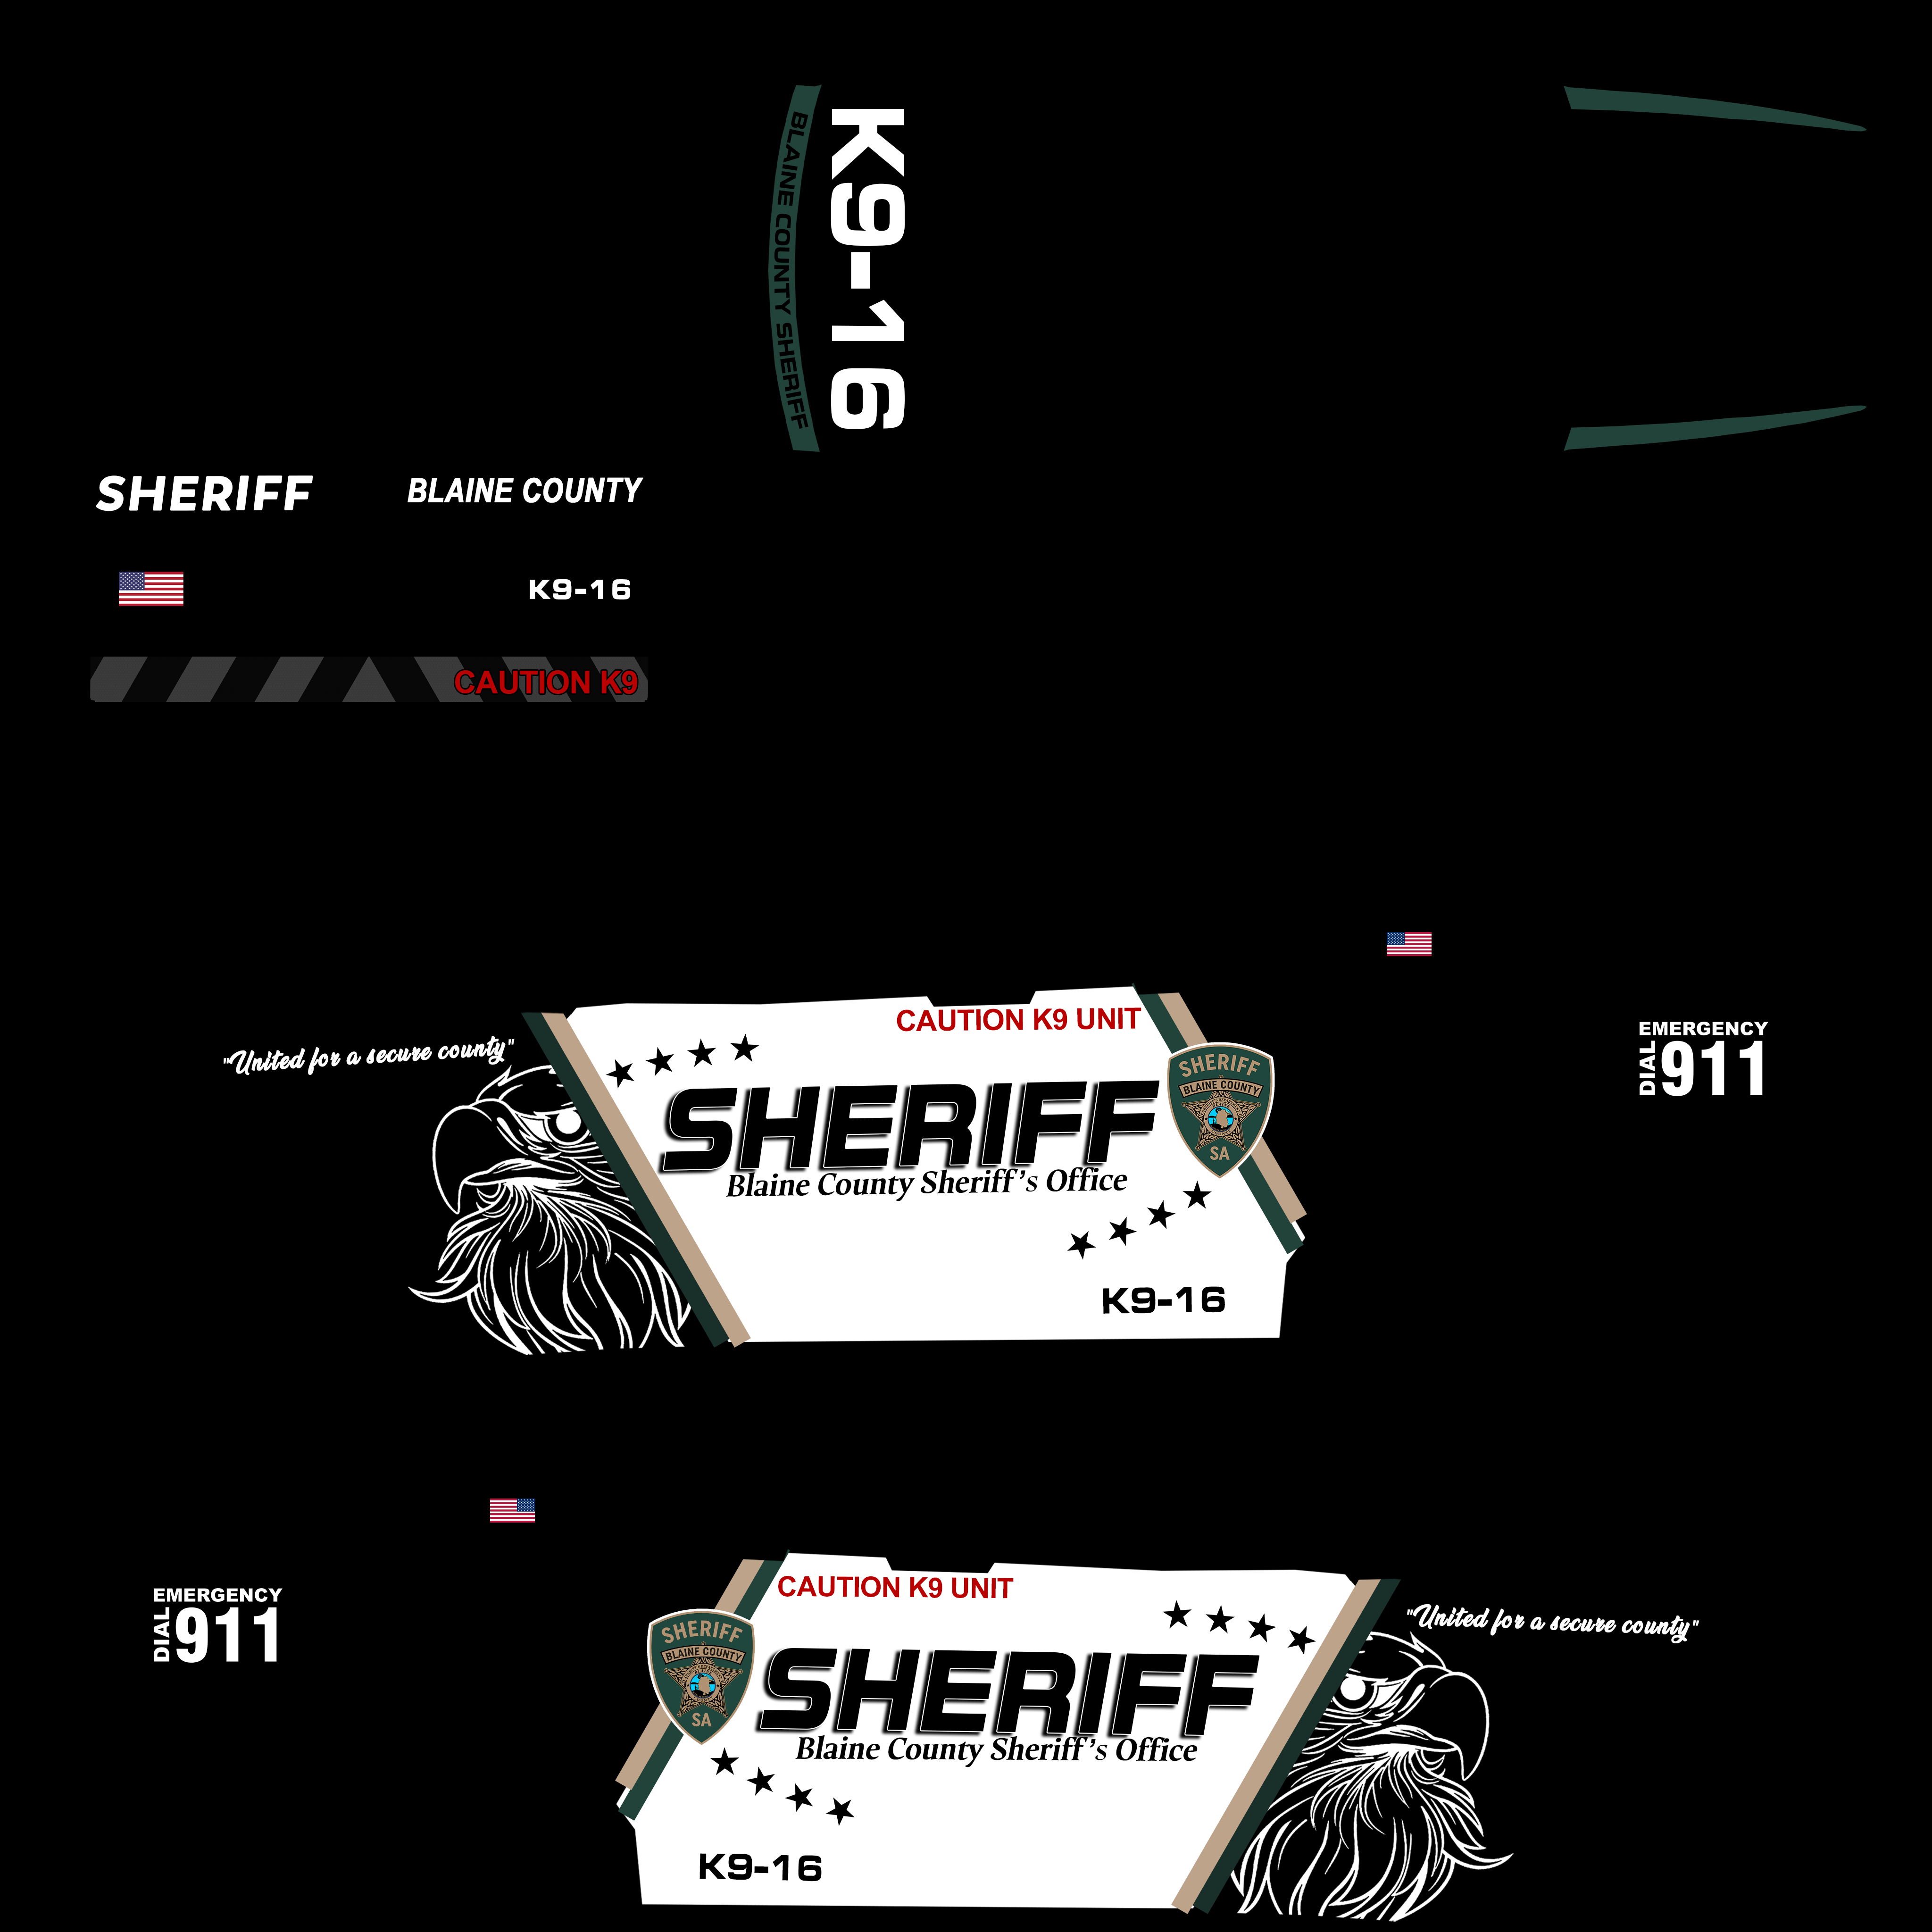 BLAINE COUNTY SHERIFF
K9-16
SHERIFF
BLAINE COUNTY
K9-16
CAUTION K9
"United for a secure county"
CAUTION K9 UNIT
SHERIFF
Blaine County Sheriff's Office
K9-16
SHERIFF
BLAINE COUNTY
SA
EMERGENCY
DIAL
911
EMERGENCY
DIAL
911
CAUTION K9 UNIT
SHERIFF
BLAINE COUNTY
SA
SHERIFF
Blaine County Sheriff's Office
K9-16
"United for a secure county"